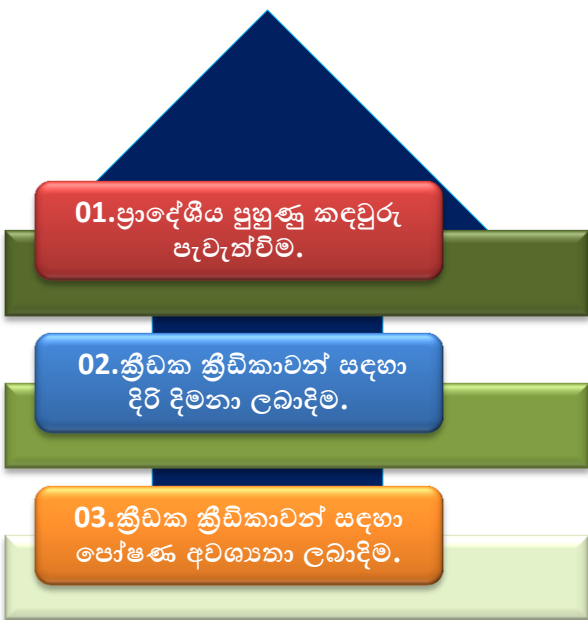 01.ප්‍රාදේශීය පුහුණු කඳවුරු
පැවැත්විම.
02.ක්‍රීඩක ක්‍රීඩිකාවන් සඳහා
දිරි දිමනා ලබාදිම.
03.ක්‍රීඩක ක්‍රීඩිකාවන් සඳහා
පෝෂණ අවශ්‍යතා ලබාදිම.